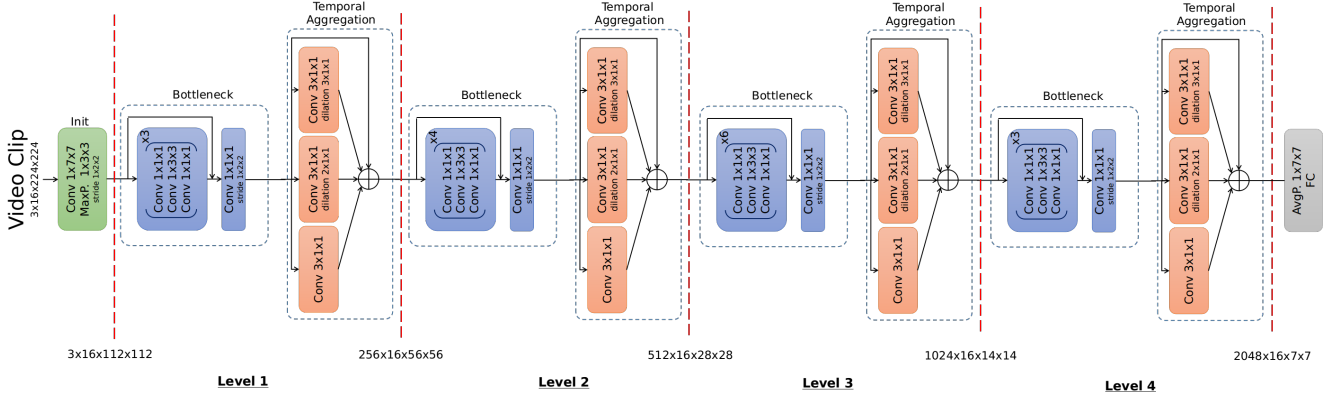 Video Clip
3x16x224x224
Init
Conv 1x7x7
MaxP. 1x3x3
stride 1x2x2
3x16x112x112
Bottleneck
x3
Conv 1x1x1
Conv 1x3x3
Conv 1x1x1
Conv 1x1x1
stride 1x2x2
Temporal
Aggregation
Conv 3x1x1
dilation 3x1x1
Conv 3x1x1
dilation 2x1x1
Conv 3x1x1
256x16x56x56
Level 1
Bottleneck
x4
Conv 1x1x1
Conv 1x3x3
Conv 1x1x1
Conv 1x1x1
stride 1x2x2
Temporal
Aggregation
Conv 3x1x1
dilation 3x1x1
Conv 3x1x1
dilation 2x1x1
Conv 3x1x1
512x16x28x28
Level 2
Bottleneck
x6
Conv 1x1x1
Conv 1x3x3
Conv 1x1x1
Conv 1x1x1
stride 1x2x2
Temporal
Aggregation
Conv 3x1x1
dilation 3x1x1
Conv 3x1x1
dilation 2x1x1
Conv 3x1x1
1024x16x14x14
Level 3
Bottleneck
x3
Conv 1x1x1
Conv 1x3x3
Conv 1x1x1
Conv 1x1x1
stride 1x2x2
Temporal
Aggregation
Conv 3x1x1
dilation 3x1x1
Conv 3x1x1
dilation 2x1x1
Conv 3x1x1
2048x16x7x7
Level 4
AvgP. 1x7x7
FC